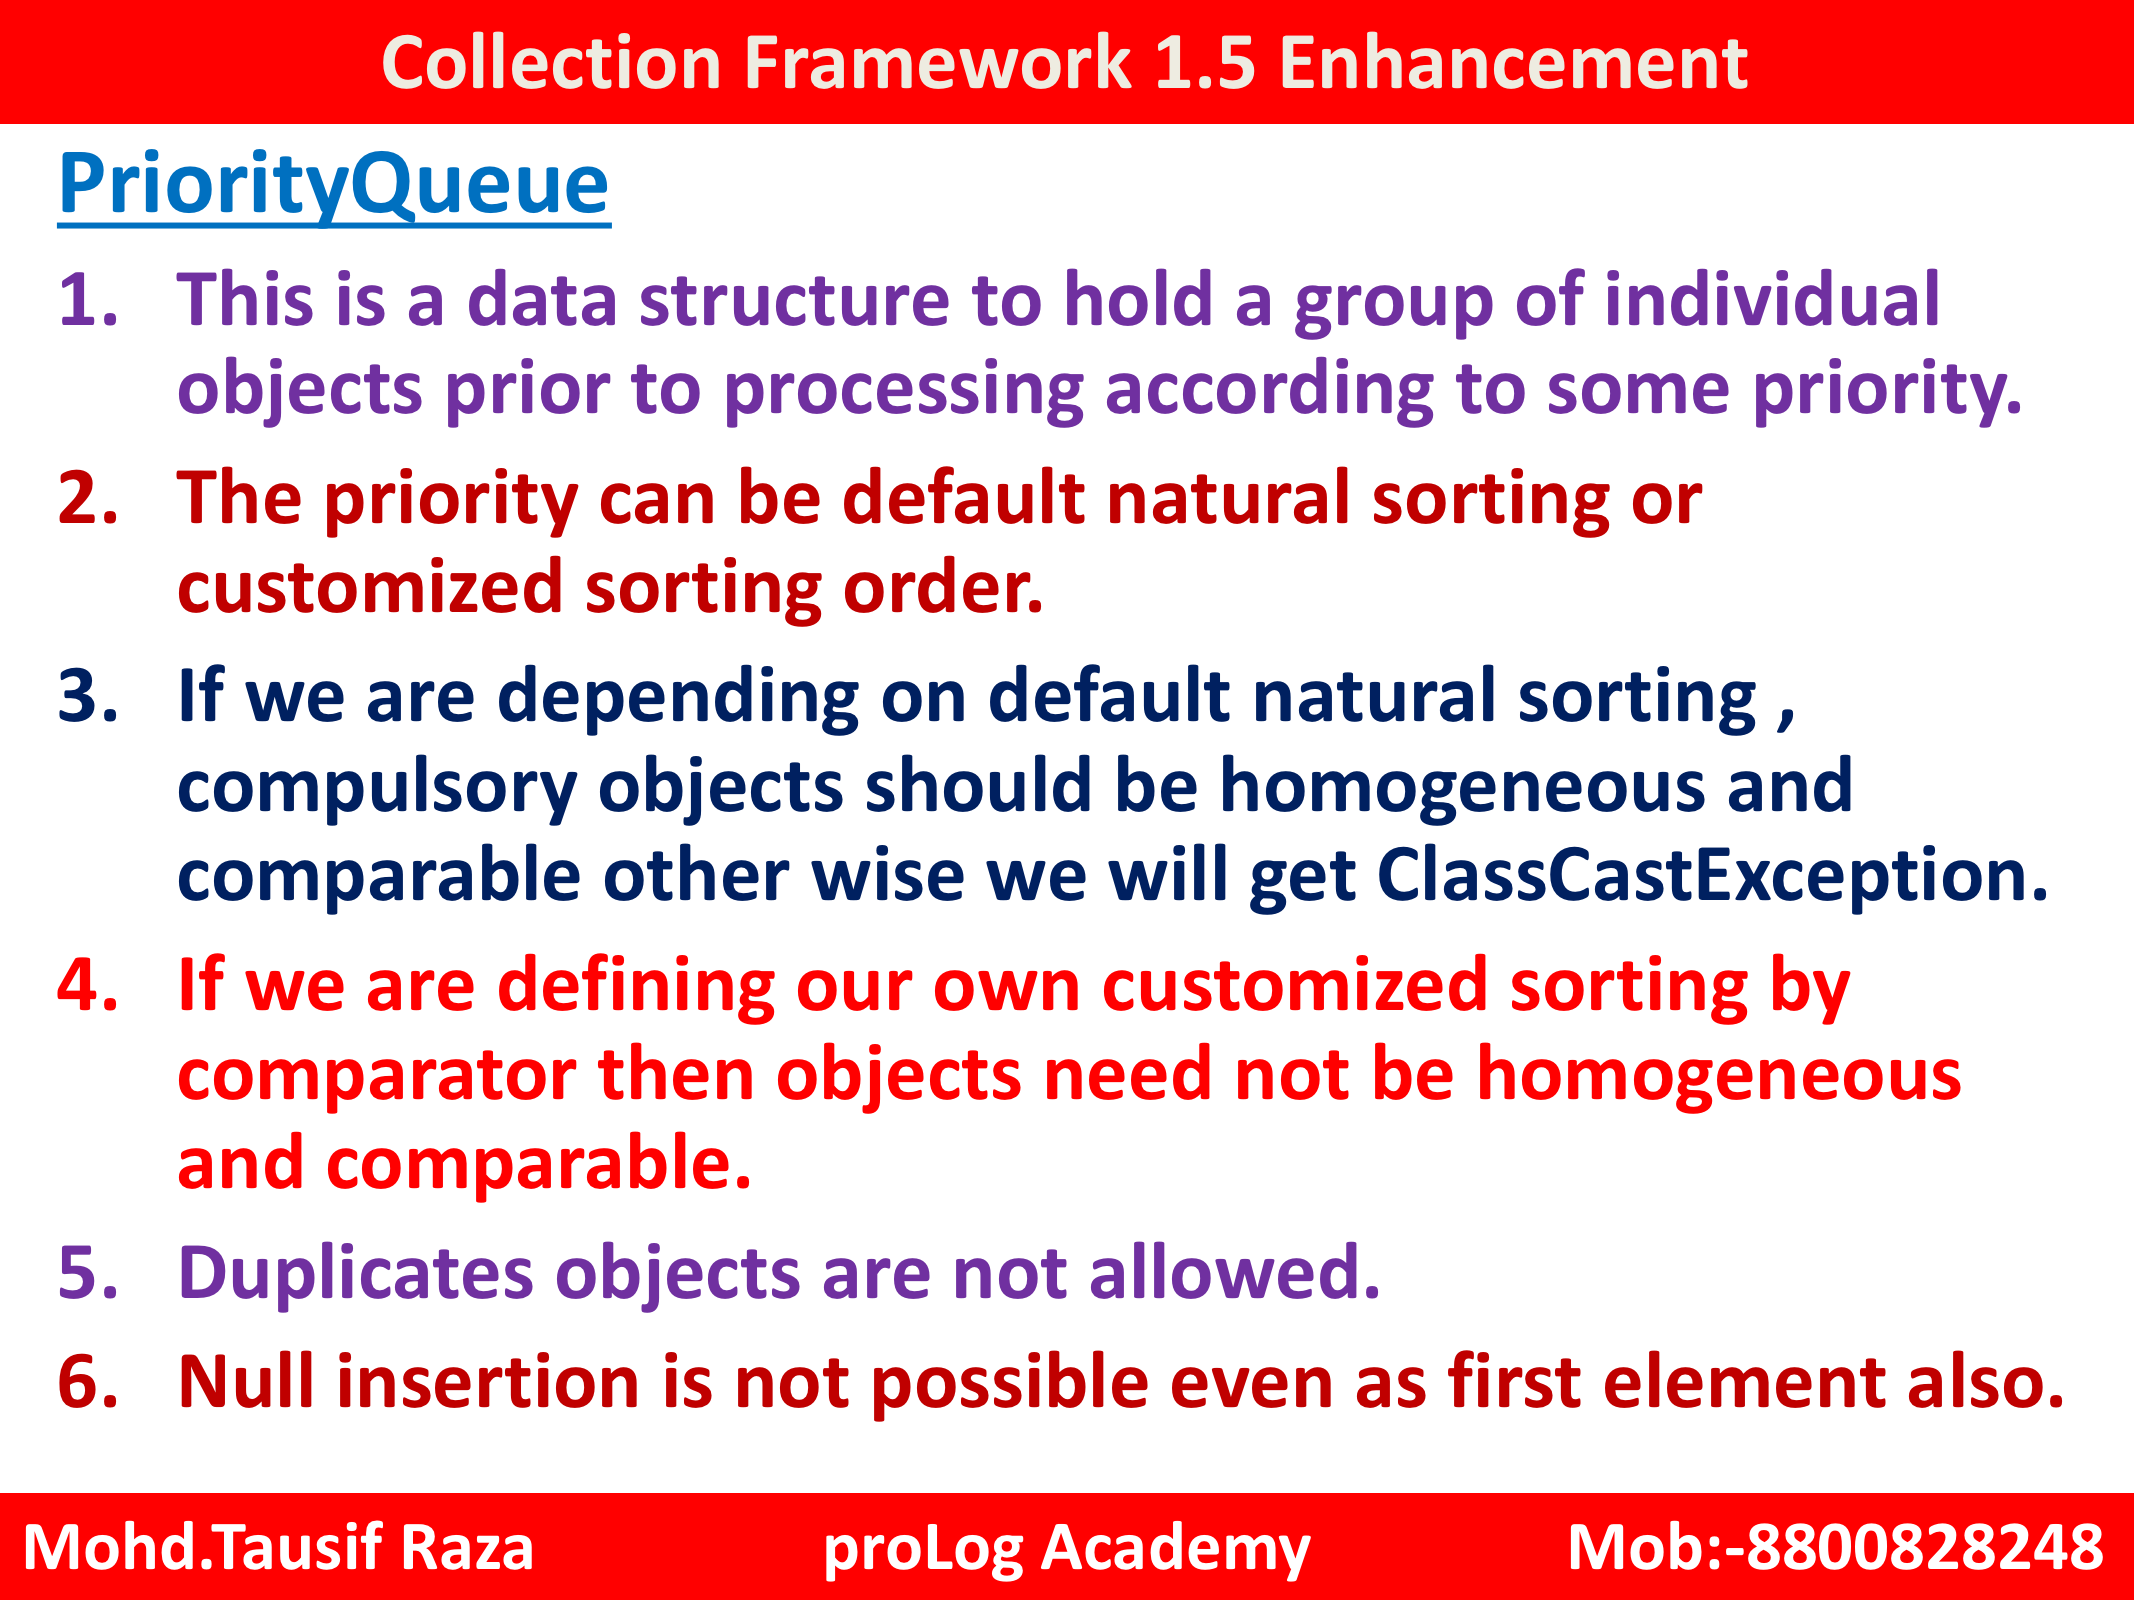 Collection Framework 1.5 Enhancement
PriorityQueue
1. This is a data structure to hold a group of individual
objects prior to processing according to some priority.
2. The priority can be default natural sorting or
customized sorting order.
3. If we are depending on default natural sorting ,
compulsory objects should be homogeneous and
comparable other wise we will get ClassCastException.
4. If we are defining our own customized sorting by
comparator then objects need not be homogeneous
and comparable.
5. Duplicates objects are not allowed.
6. Null insertion is not possible even as first element also.
Mohd.Tausif Raza proLog Academy Mob:-8800828248